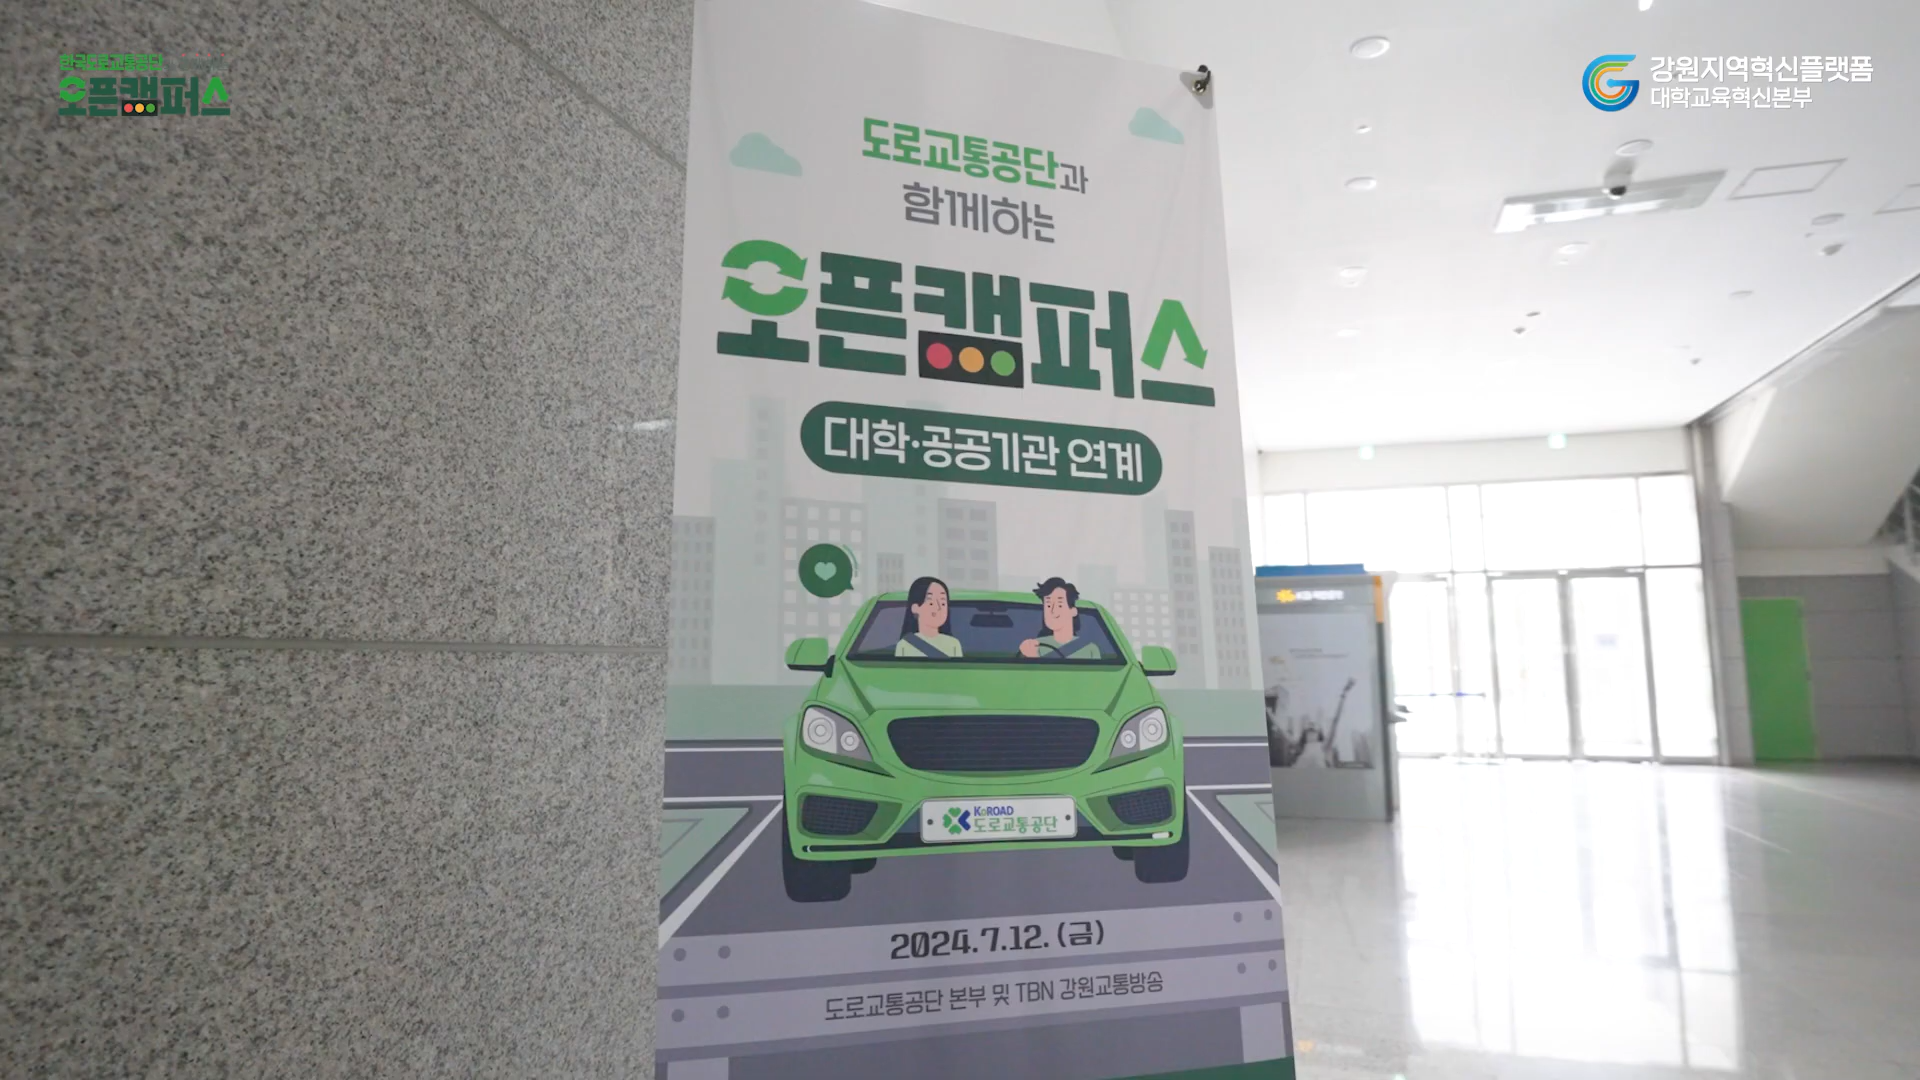 한국도로교통공단
오픈캠퍼스
강원지역혁신플랫폼
대학교육혁신본부
도로교통공단과
함께하는
오픈캠퍼스
대학·공공기관 연계
KoROAD
도로교통공단
2024.7.12. (금)
도로교통공단 본부 및 TBN 강원교통방송